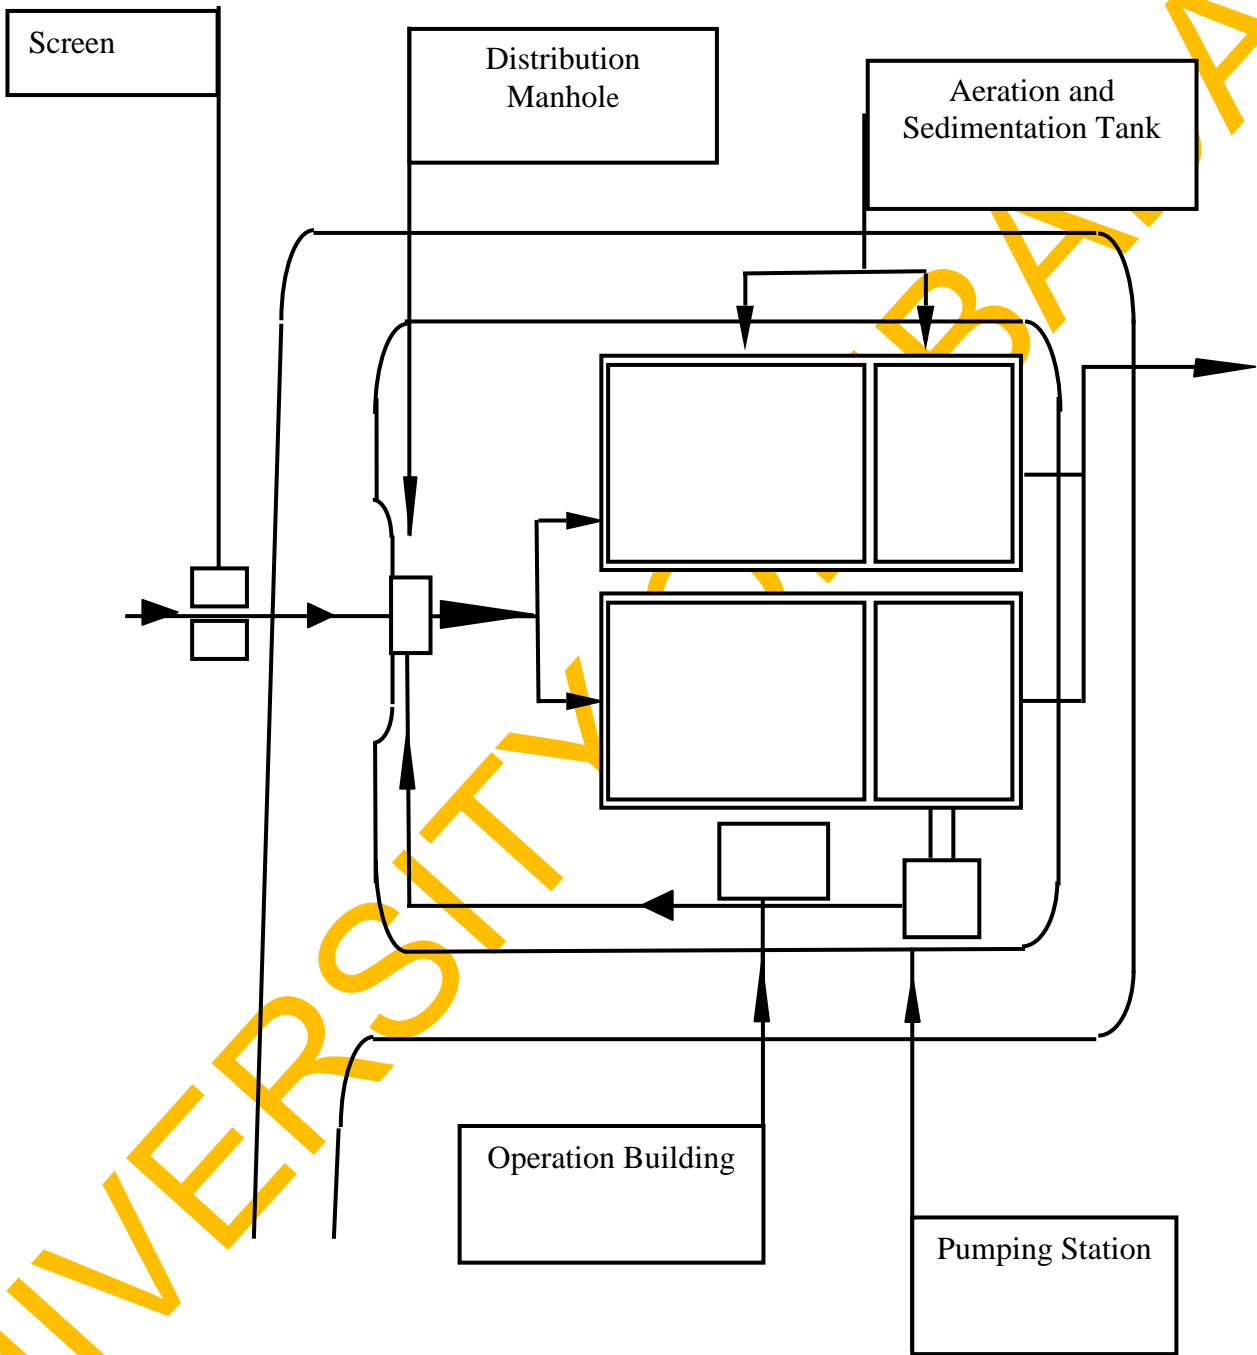 Screen
Distribution
Manhole
Aeration and
Sedimentation Tank
Operation Building
Pumping Station